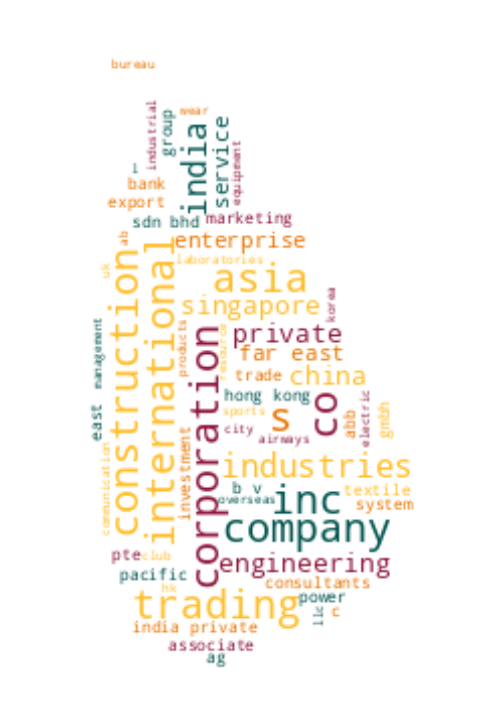 bureau
industrial
group
wear
india
service
equipment
i
bank
export
sdn bhd
marketing
ab
enterprise
laboratories
uk
construction
international
asia
singapore
korea
management
products
corporation
resource
private
far east
trade
china
hong kong
sports
s
co
abb
electric
gmbh
east
city
airways
communication
investment
industries
b v
overseas
inc
textile
system
company
pte
club
engineering
pacific
consultants
hk
trading
power
llc
c
india private
associate
ag